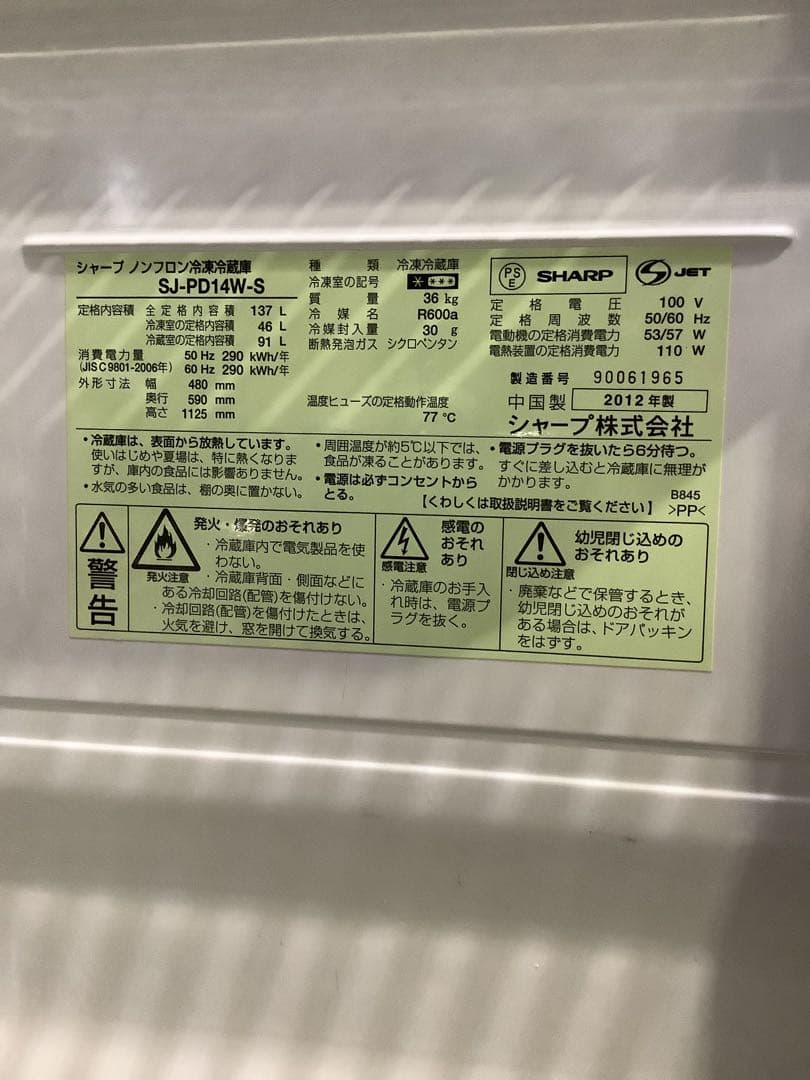 シャープ ノンフロン冷凍冷蔵庫
SJ-PD14W-S
定格内容積 全定格内容積 137 L
冷凍室の定格内容積 46 L
冷蔵室の定格内容積 91 L
消費電力量 50 Hz 290 kWh/年
(JIS C 9801-2006年) 60 Hz 290 kWh/年
外形寸法 幅 480 mm
奥行 590 mm
高さ 1125 mm
種類 冷凍冷蔵庫
冷凍室の記号 * ***
質量 36 kg
冷媒名 R600a
冷媒封入量 30 g
断熱発泡ガス シクロペンタン
温度ヒューズの定格動作温度
77 ℃
PSE SHARP JET
定格電圧 100 V
定格周波数 50/60 Hz
電動機の定格消費電力 53/57 W
電熱装置の定格消費電力 110 W
製造番号 90061965
中国製 2012年製
シャープ株式会社
・冷蔵庫は、表面から放熱しています。
使いはじめや夏場は、特に熱くなりま
すが、庫内の食品には影響ありません。
・水気の多い食品は、棚の奥に置かない。
・周囲温度が約5℃以下では、
食品が凍ることがあります。
・電源は必ずコンセントから
とる。
・電源プラグを抜いたら6分待つ。
すぐに差し込むと冷蔵庫に無理が
かかります。
【くわしくは取扱説明書をご覧ください】
B845
>PP<
警告
発火・爆発のおそれあり
発火注意
・冷蔵庫内で電気製品を使
わない。
・冷蔵庫背面・側面などに
ある冷却回路(配管)を傷付けない。
・冷却回路(配管)を傷付けたときは、
火気を避け、窓を開けて換気する。
感電の
おそれ
あり
感電注意
・冷蔵庫のお手入
れ時は、電源プ
ラグを抜く。
幼児閉じ込めの
おそれあり
閉じ込め注意
・廃棄などで保管するとき、
幼児閉じ込めのおそれが
ある場合は、ドアパッキン
をはずす。